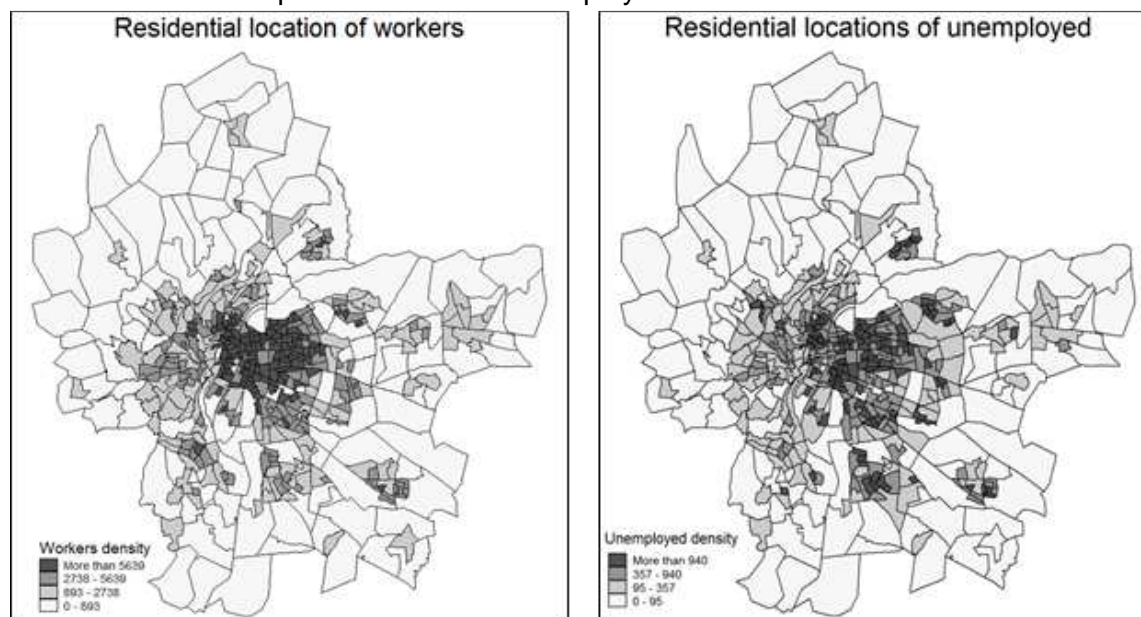 Residential location of workers
Workers density
More than 5639
2738 - 5639
893 - 2738
0 - 893
Residential locations of unemployed
Unemployed density
More than 940
357 - 940
95 - 357
0 - 95